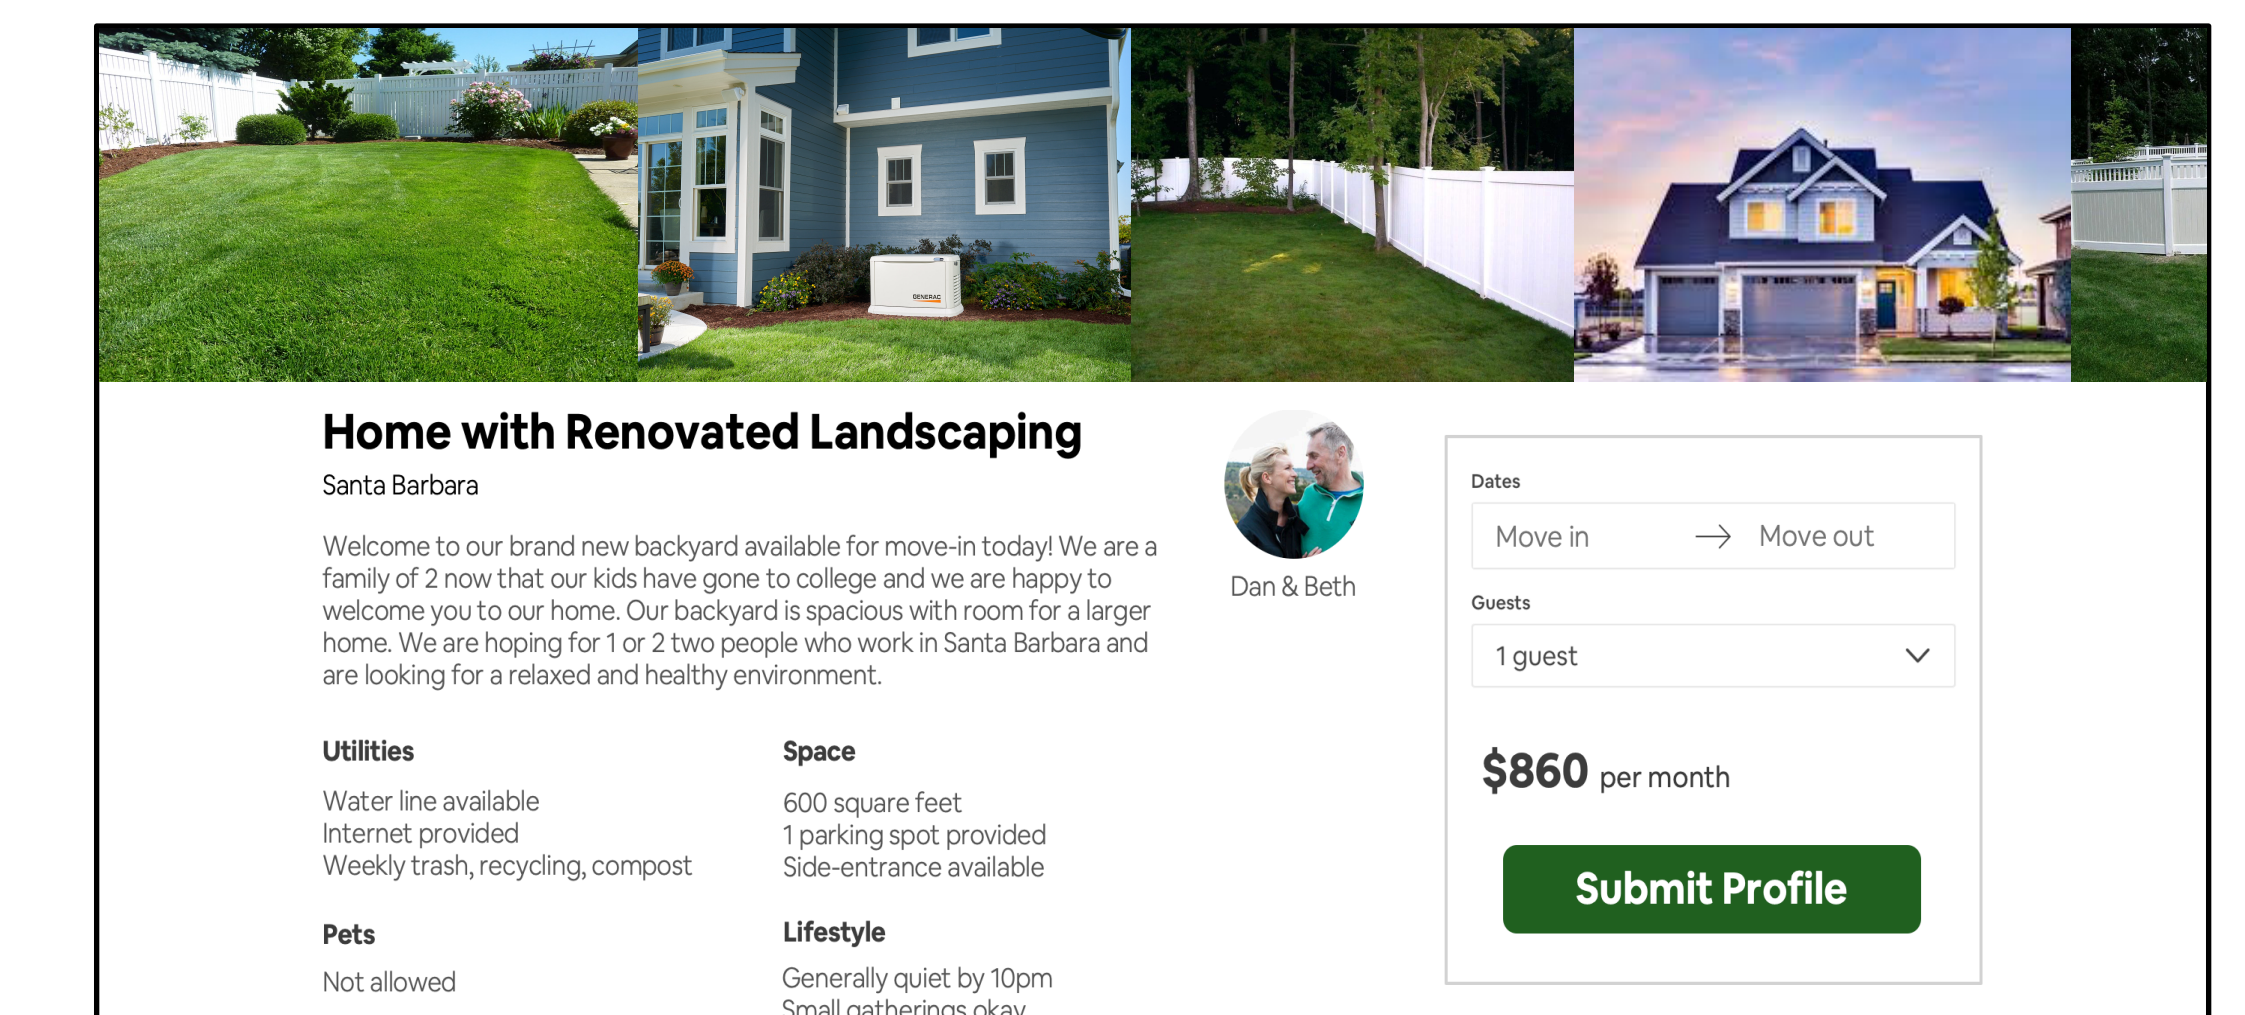 GENERAC
Home with Renovated Landscaping
Santa Barbara
Welcome to our brand new backyard available for move-in today! We are a
family of 2 now that our kids have gone to college and we are happy to
welcome you to our home. Our backyard is spacious with room for a larger
home. We are hoping for 1 or 2 two people who work in Santa Barbara and
are looking for a relaxed and healthy environment.
Utilities
Water line available
Internet provided
Weekly trash, recycling, compost
Pets
Not allowed
Space
600 square feet
1 parking spot provided
Side-entrance available
Lifestyle
Generally quiet by 10pm
Small gatherings okay
Dan & Beth
Dates
Move in → Move out
Guests
1 guest
$860 per month
Submit Profile